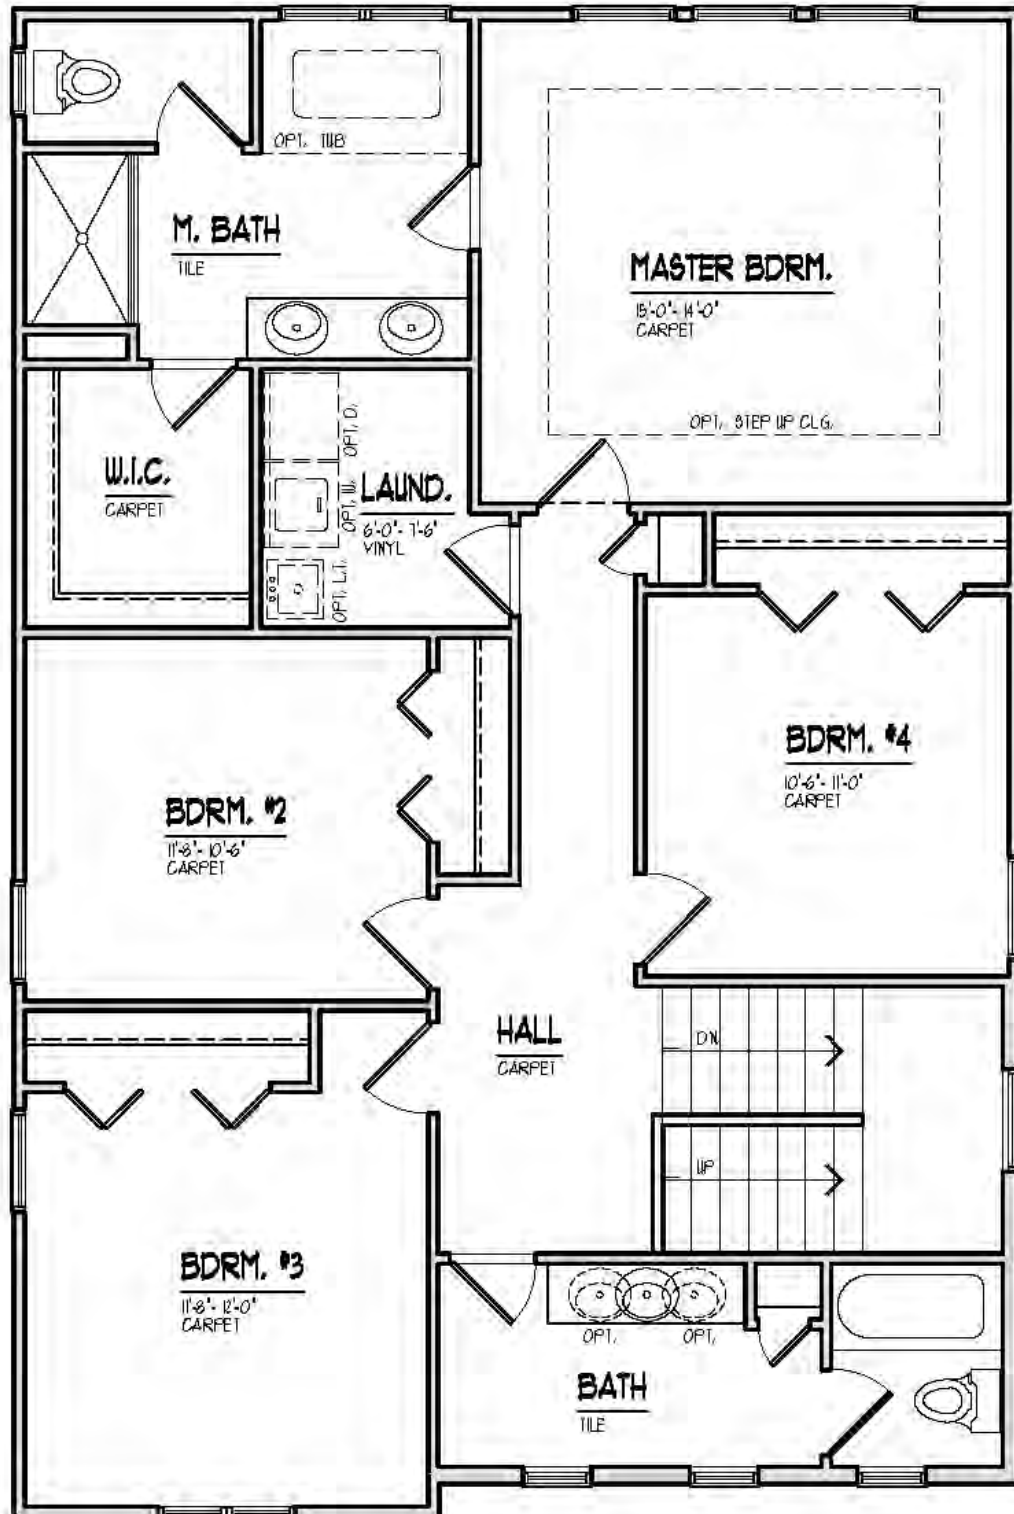 OPT. TUB
M. BATH
TILE
MASTER BDRM.
15'-0"- 14'-0"
CARPET
OPT. STEP UP CLG.
W.I.C.
CARPET
OPT. D.
OPT. W.
OPT. L.T.
LAUND.
6'-0"- 7'-6"
VINYL
BDRM. #4
10'-6"- 11'-0"
CARPET
BDRM. #2
11'-8"- 10'-6"
CARPET
HALL
CARPET
DN
UP
BDRM. #3
11'-8"- 12'-0"
CARPET
OPT. OPT.
BATH
TILE